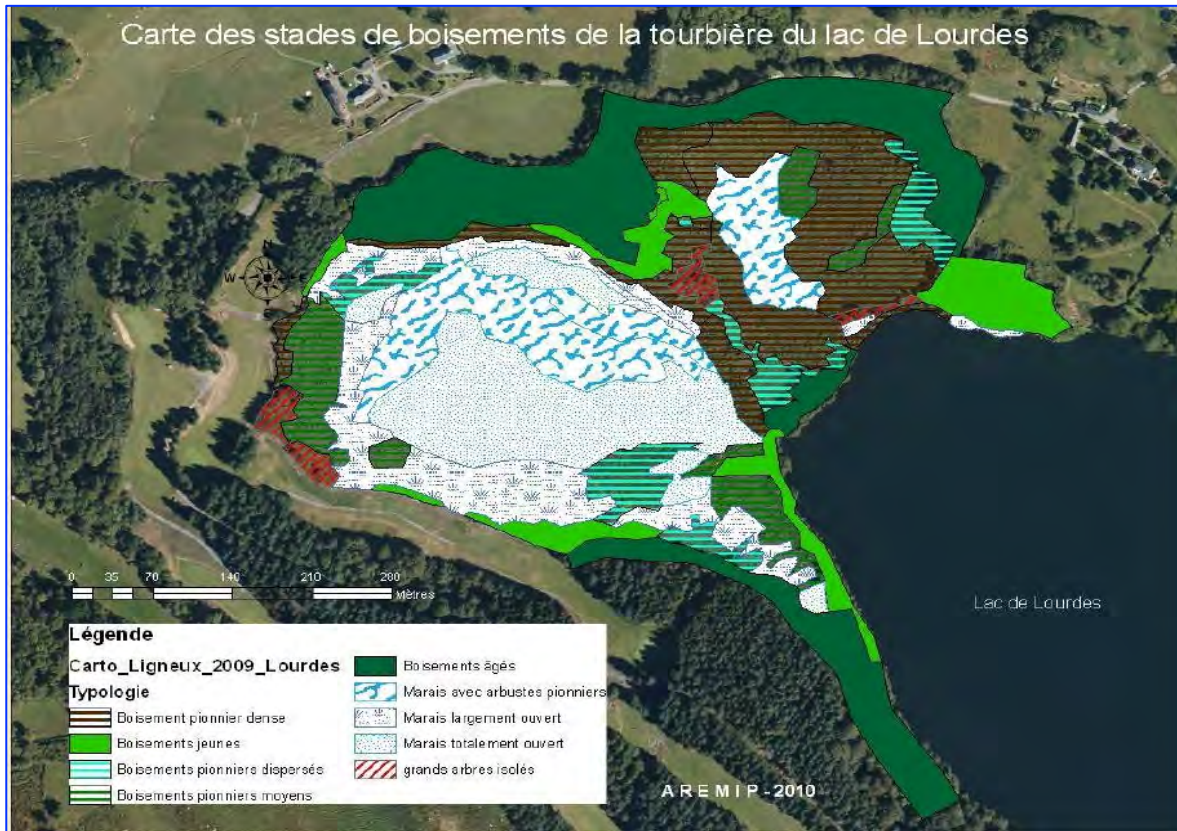 Carte des stades de boisements de la tourbière du lac de Lourdes
N
W E
S
0 35 70 140 210 280
Mètres
Lac de Lourdes
Légende
Carto_Ligneux_2009_Lourdes
Typologie
Boisement pionnier dense
Boisements jeunes
Boisements pionniers dispersés
Boisements pionniers moyens
Boisements âgés
Marais avec arbustes pionniers
Marais largement ouvert
Marais totalement ouvert
grands arbres isolés
AREMIP-2010